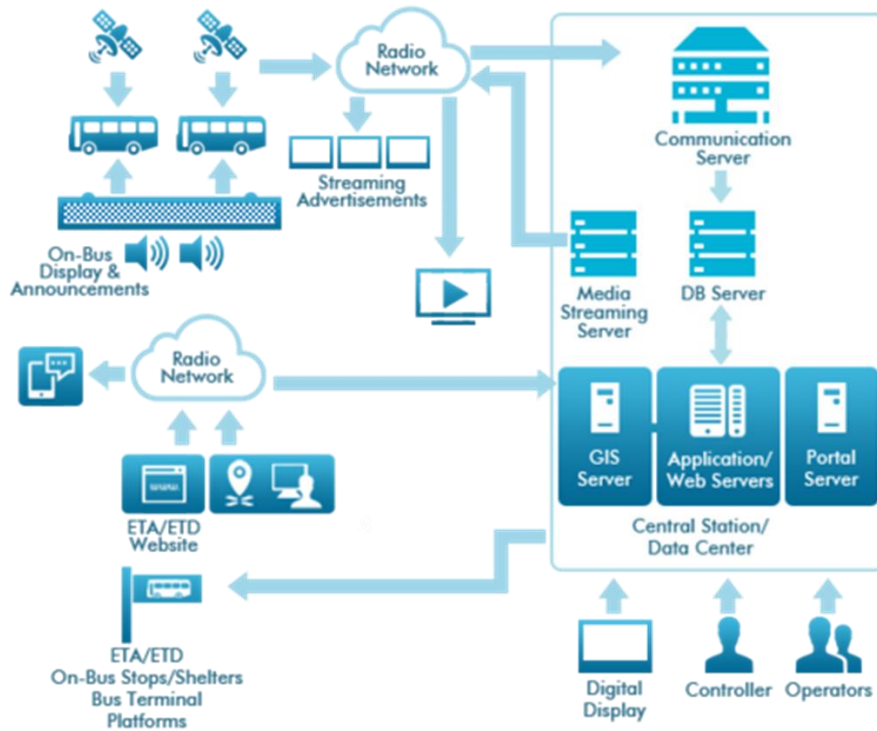 Radio
Network
Communication
Server
Streaming
Advertisements
On-Bus
Display &
Announcements
Media
Streaming
Server
DB Server
Radio
Network
GIS
Server
Application/
Web Servers
Portal
Server
www.
ETA/ETD
Website
Central Station/
Data Center
ETA/ETD
On-Bus Stops/Shelters
Bus Terminal
Platforms
Digital
Display
Controller
Operators